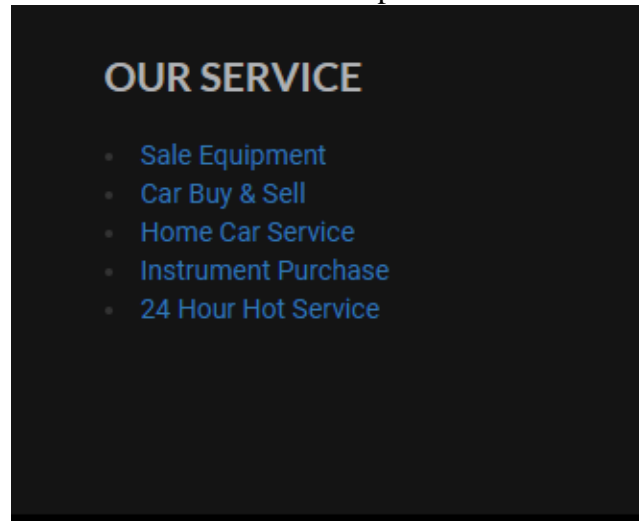 OUR SERVICE
Sale Equipment
Car Buy & Sell
Home Car Service
Instrument Purchase
24 Hour Hot Service